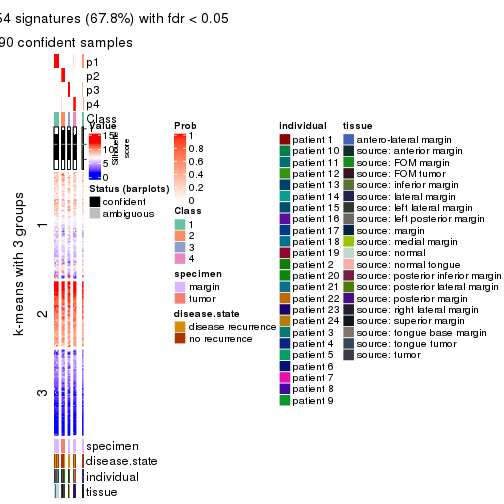 54 signatures (67.8%) with fdr < 0.05
90 confident samples
p1
p2
p3
p4
Class
Silhouette score
k-means with 3 groups
1
2
3
specimen
disease.state
individual
tissue
Value
15
10
5
0
Status (barplots)
confident
ambiguous
Prob
1
0.8
0.6
0.4
0.2
0
Class
1
2
3
4
specimen
margin
tumor
disease.state
disease recurrence
no recurrence
individual
patient 1
patient 10
patient 11
patient 12
patient 13
patient 14
patient 15
patient 16
patient 17
patient 18
patient 19
patient 2
patient 20
patient 21
patient 22
patient 23
patient 24
patient 3
patient 4
patient 5
patient 6
patient 7
patient 8
patient 9
tissue
antero-lateral margin
source: anterior margin
source: FOM margin
source: FOM tumor
source: inferior margin
source: lateral margin
source: left lateral margin
source: left posterior margin
source: margin
source: medial margin
source: normal
source: normal tongue
source: posterior inferior margin
source: posterior lateral margin
source: posterior margin
source: right lateral margin
source: superior margin
source: tongue base margin
source: tongue tumor
source: tumor